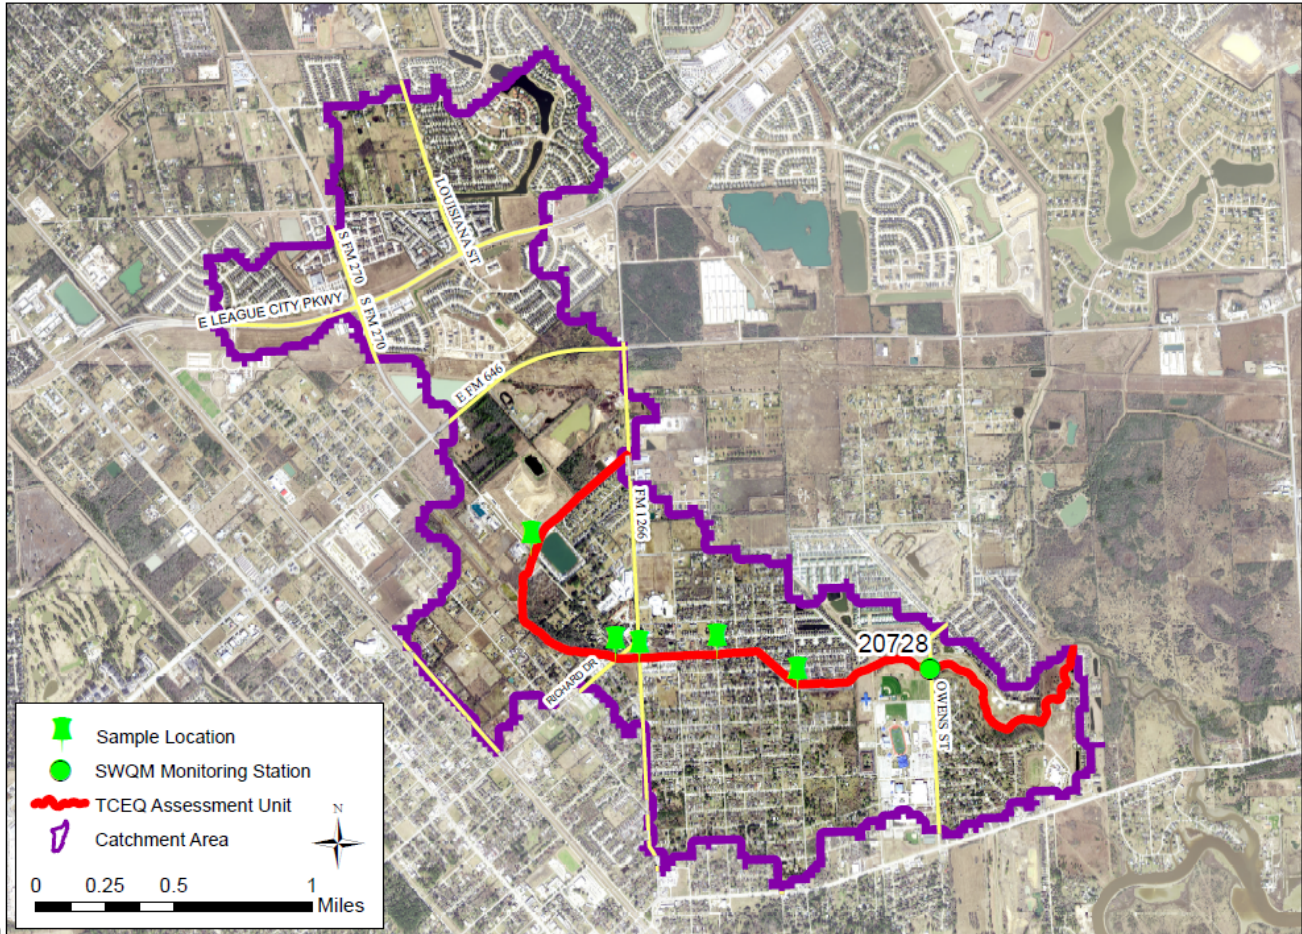 LOUISIANA ST
S FM 270
E LEAGUE CITY PKWY
S FM 270
E FM 646
FM 1266
20728
RICHARD DR
OWENS ST
Sample Location
SWQM Monitoring Station
TCEQ Assessment Unit
Catchment Area
N
0 0.25 0.5 1
Miles